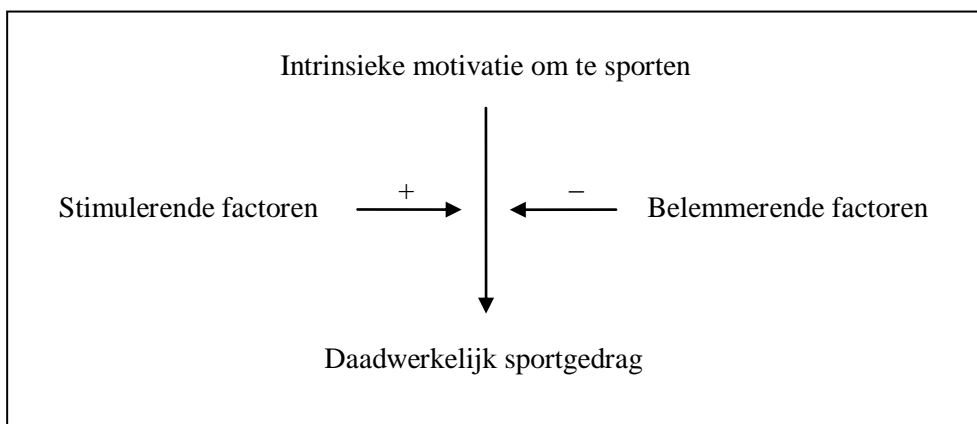 Intrinsieke motivatie om te sporten
+
−
Stimulerende factoren
Belemmerende factoren
Daadwerkelijk sportgedrag